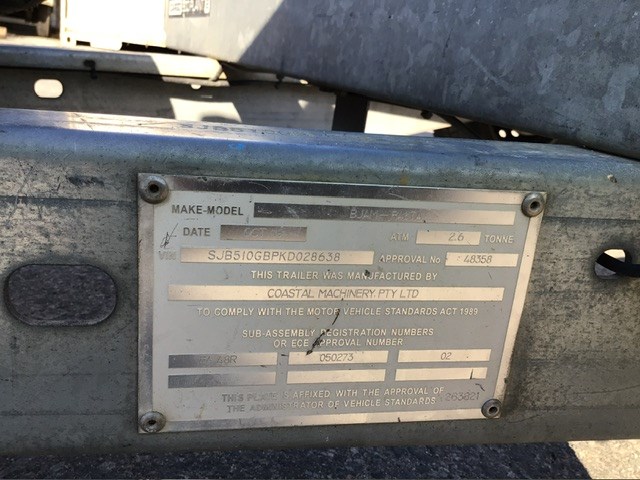 MAKE-MODEL
DATE ATM 2.6 TONNE
VIN SJB510GBPKD028638 APPROVAL No 48358
THIS TRAILER WAS MANUFACTURED BY
COASTAL MACHINERY PTY LTD
TO COMPLY WITH THE MOTOR VEHICLE STANDARDS ACT 1989
SUB-ASSEMBLY REGISTRATION NUMBERS
OR ECE APPROVAL NUMBER
050273 02
THIS PLATE IS AFFIXED WITH THE APPROVAL OF
THE ADMINISTRATOR OF VEHICLE STANDARDS 263821